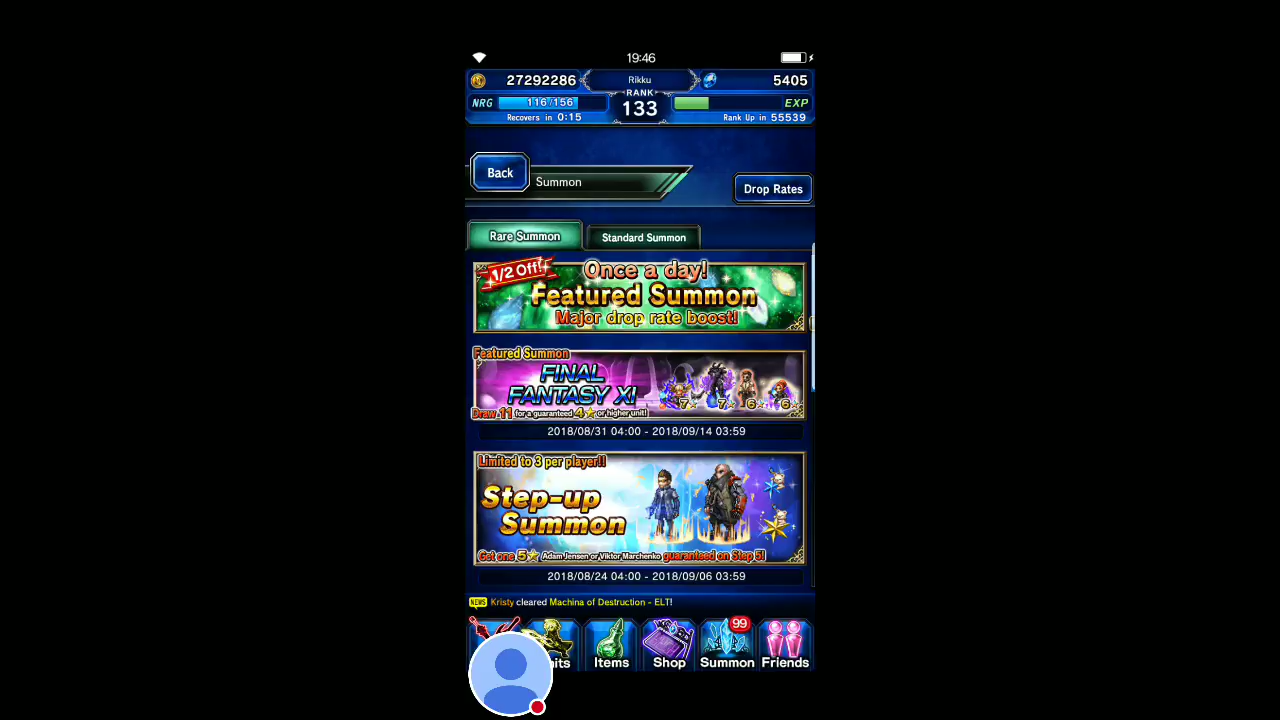 19:46
27292286
Rikku
5405
NRG 116/156
RANK
133
EXP
Recovers in 0:15
Rank Up in 55539
Back
Summon
Drop Rates
Rare Summon
Standard Summon
1/2 Off!
Once a day!
Featured Summon
Major drop rate boost!
Featured Summon
FINAL
FANTASY XI
7★ 7★ 6★ 6★
Draw 11 for a guaranteed 4★ or higher unit!
2018/08/31 04:00 - 2018/09/14 03:59
Limited to 3 per player!!
Step-up
Summon
Get one 5★ Adam Jensen or Viktor Marchenko guaranteed on Step 5!
2018/08/24 04:00 - 2018/09/06 03:59
NEWS Kristy cleared Machina of Destruction - ELT!
99
Items
Shop
Summon
Friends